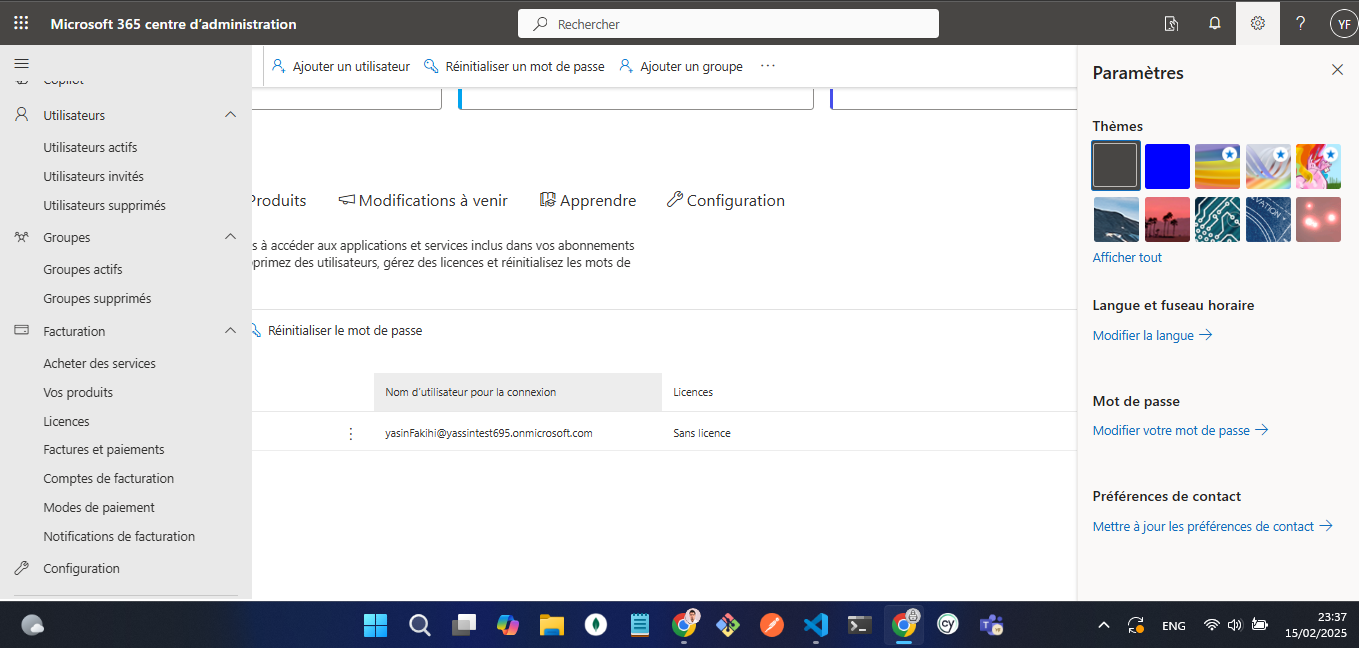 Microsoft 365 centre d'administration
Rechercher
YF
Copilot
Utilisateurs
Utilisateurs actifs
Utilisateurs invités
Utilisateurs supprimés
Groupes
Groupes actifs
Groupes supprimés
Facturation
Acheter des services
Vos produits
Licences
Factures et paiements
Comptes de facturation
Modes de paiement
Notifications de facturation
Configuration
Ajouter un utilisateur
Réinitialiser un mot de passe
Ajouter un groupe
Produits
Modifications à venir
Apprendre
Configuration
s à accéder aux applications et services inclus dans vos abonnements
primez des utilisateurs, gérez des licences et réinitialisez les mots de
Réinitialiser le mot de passe
Nom d'utilisateur pour la connexion
Licences
yasinFakihi@yassintest695.onmicrosoft.com
Sans licence
Paramètres
Thèmes
Afficher tout
Langue et fuseau horaire
Modifier la langue
Mot de passe
Modifier votre mot de passe
Préférences de contact
Mettre à jour les préférences de contact
cy
ENG
23:37
15/02/2025